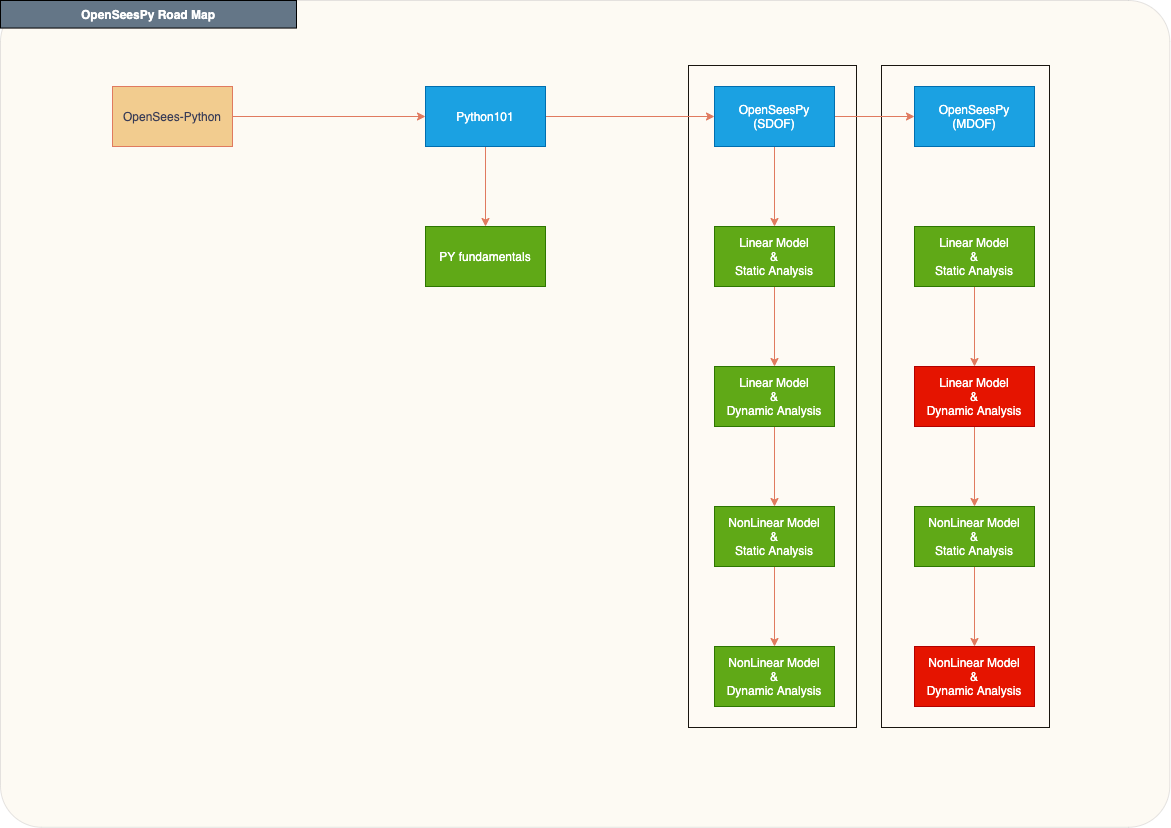 OpenSeesPy Road Map
OpenSees-Python
Python101
OpenSeesPy
(SDOF)
OpenSeesPy
(MDOF)
PY fundamentals
Linear Model
&
Static Analysis
Linear Model
&
Static Analysis
Linear Model
&
Dynamic Analysis
Linear Model
&
Dynamic Analysis
NonLinear Model
&
Static Analysis
NonLinear Model
&
Static Analysis
NonLinear Model
&
Dynamic Analysis
NonLinear Model
&
Dynamic Analysis